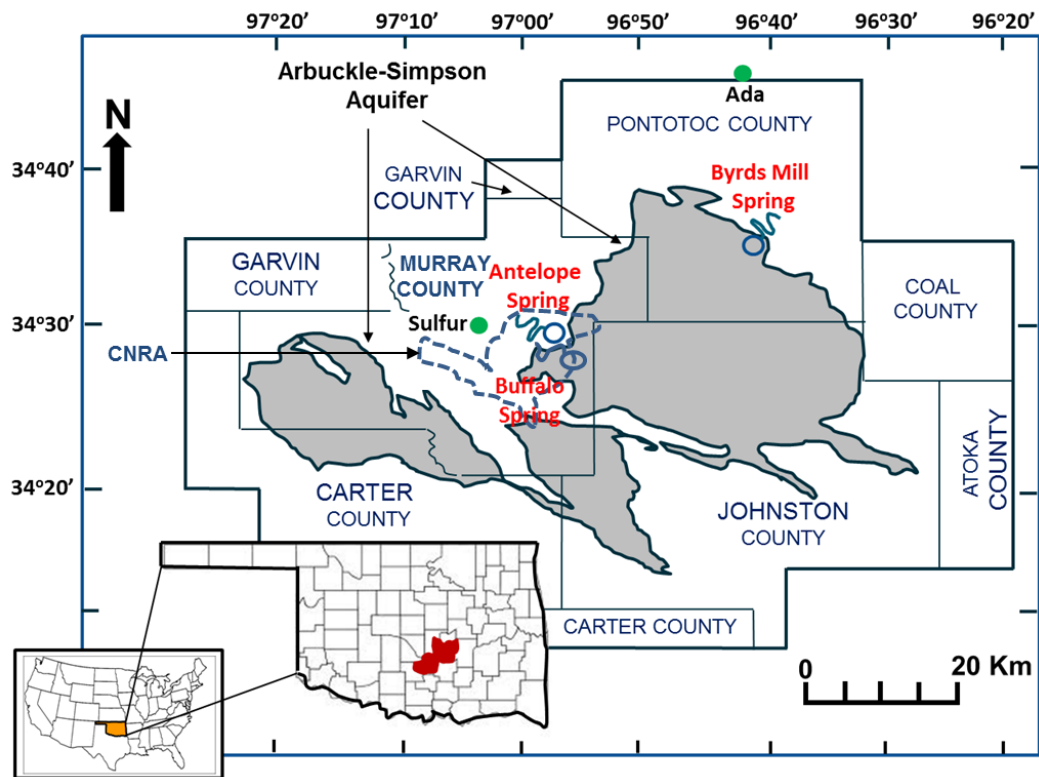 97°20’ 97°10’ 97°00’ 96°50’ 96°40’ 96°30’ 96°20’
Arbuckle-Simpson
Aquifer
N
Ada
PONTOTOC COUNTY
34°40’
GARVIN
COUNTY
Byrds Mill
Spring
GARVIN
COUNTY
MURRAY
COUNTY
Antelope
Spring
COAL
COUNTY
34°30’
Sulfur
CNRA
Buffalo
Spring
34°20’
CARTER
COUNTY
JOHNSTON
COUNTY
ATOKA
COUNTY
CARTER COUNTY
0 20 Km